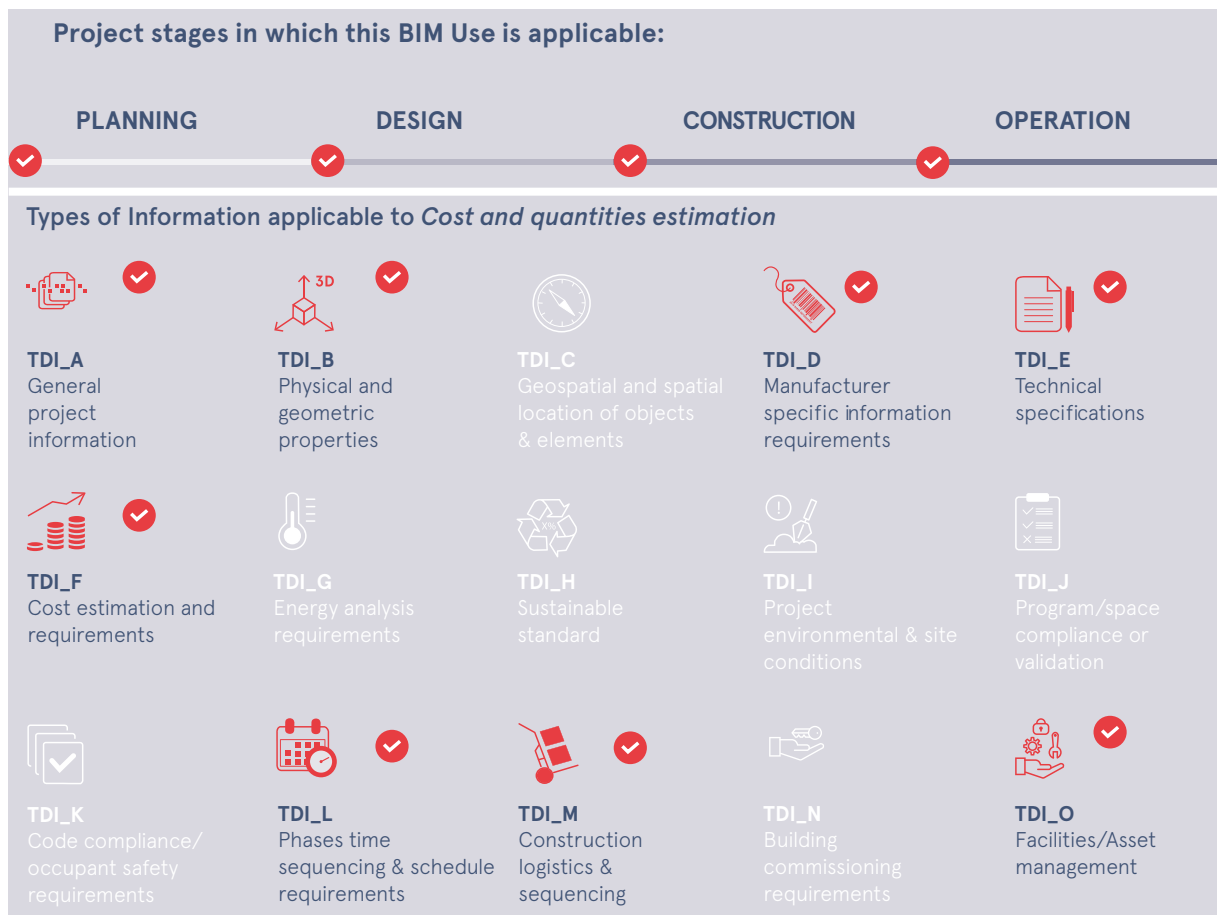 Project stages in which this BIM Use is applicable:
PLANNING
DESIGN
CONSTRUCTION
OPERATION
Types of Information applicable to Cost and quantities estimation
3D
TDI_A
General
project
information
TDI_B
Physical and
geometric
properties
TDI_C
Geospatial and spatial
location of objects
& elements
TDI_D
Manufacturer
specific information
requirements
TDI_E
Technical
specifications
TDI_F
Cost estimation and
requirements
TDI_G
Energy analysis
requirements
X%
TDI_H
Sustainable
standard
TDI_I
Project
environmental & site
conditions
TDI_J
Program/space
compliance or
validation
TDI_K
Code compliance/
occupant safety
requirements
TDI_L
Phases time
sequencing & schedule
requirements
TDI_M
Construction
logistics &
sequencing
TDI_N
Building
commissioning
requirements
TDI_O
Facilities/Asset
management